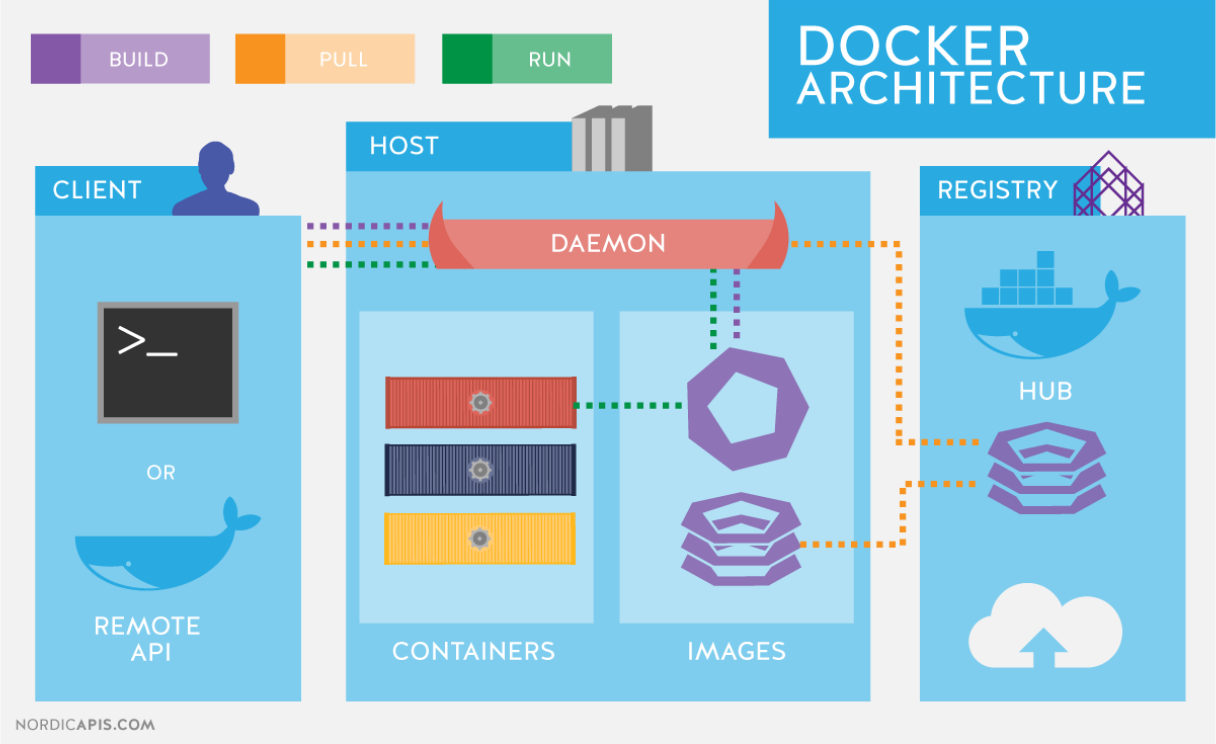 BUILD
PULL
RUN
DOCKER
ARCHITECTURE
CLIENT
HOST
REGISTRY
DAEMON
>_
OR
REMOTE
API
CONTAINERS
IMAGES
HUB
NORDICAPIS.COM